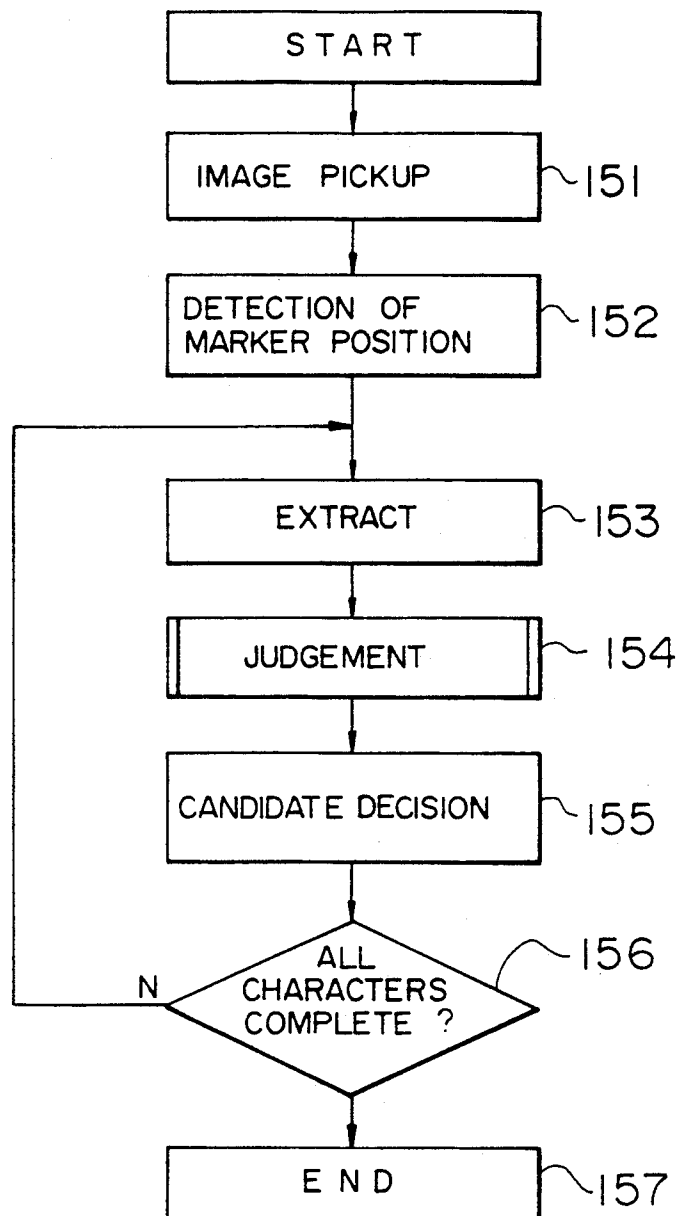 START
IMAGE PICKUP
151
DETECTION OF
MARKER POSITION
152
EXTRACT
153
JUDGEMENT
154
CANDIDATE DECISION
155
ALL
CHARACTERS
COMPLETE ?
156
N
END
157